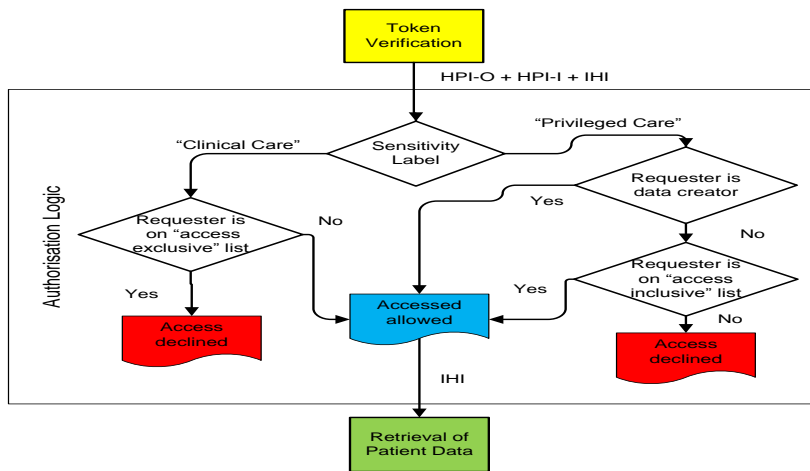 Token
Verification
HPI-O + HPI-I + IHI
“Clinical Care”
Sensitivity
Label
“Privileged Care”
Requester is
data creator
Yes
No
Requester is
on “access
exclusive” list
No
Yes
Requester is
on “access
inclusive” list
Yes
No
Access
declined
Accessed
allowed
Access
declined
Authorisation Logic
IHI
Retrieval of
Patient Data